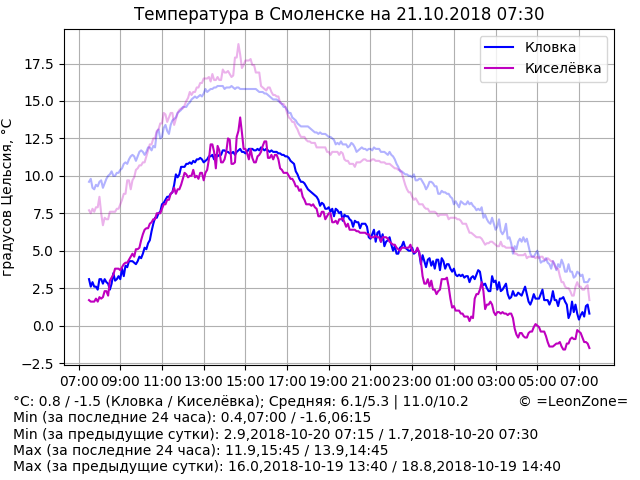 Температура в Смоленске на 21.10.2018 07:30
Кловка
Киселёвка
градусов Цельсия, °C
17.5
15.0
12.5
10.0
7.5
5.0
2.5
0.0
−2.5
07:00 09:00 11:00 13:00 15:00 17:00 19:00 21:00 23:00 01:00 03:00 05:00 07:00
°C: 0.8 / -1.5 (Кловка / Киселёвка); Средняя: 6.1/5.3 | 11.0/10.2 © =LeonZone=
Min (за последние 24 часа): 0.4,07:00 / -1.6,06:15
Min (за предыдущие сутки): 2.9,2018-10-20 07:15 / 1.7,2018-10-20 07:30
Max (за последние 24 часа): 11.9,15:45 / 13.9,14:45
Max (за предыдущие сутки): 16.0,2018-10-19 13:40 / 18.8,2018-10-19 14:40